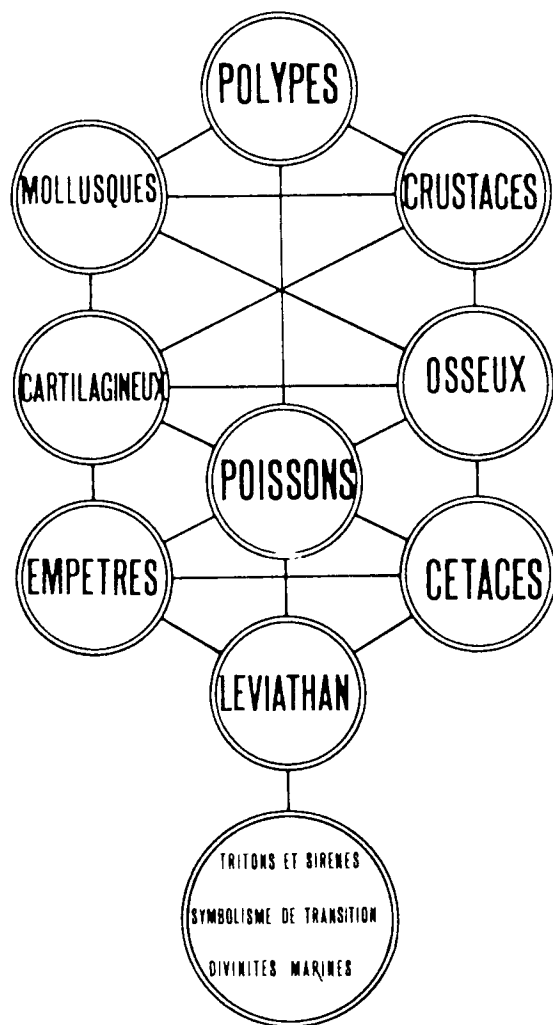 POLYPES
MOLLUSQUES
CRUSTACES
CARTILAGINEUX
OSSEUX
POISSONS
EMPETRES
CETACES
LEVIATHAN
TRITONS ET SIRENES
SYMBOLISME DE TRANSITION
DIVINITES MARINES